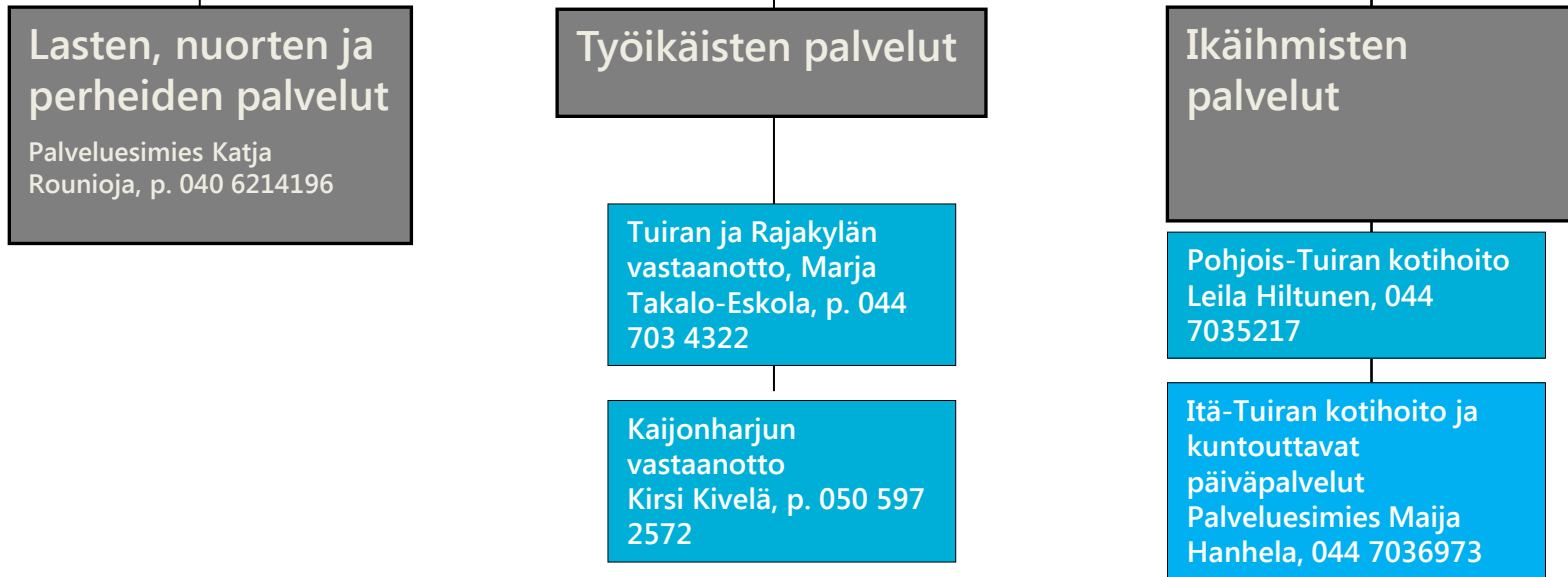 Lasten, nuorten ja
perheiden palvelut
Palveluesimies Katja
Rounioja, p. 040 6214196
Työikäisten palvelut
Tuiran ja Rajakylän
vastaanotto, Marja
Takalo-Eskola, p. 044
703 4322
Kaijonharjun
vastaanotto
Kirsi Kivelä, p. 050 597
2572
Ikäihmisten
palvelut
Pohjois-Tuiran kotihoito
Leila Hiltunen, 044
7035217
Itä-Tuiran kotihoito ja
kuntouttavat
päiväpalvelut
Palveluesimies Maija
Hanhela, 044 7036973